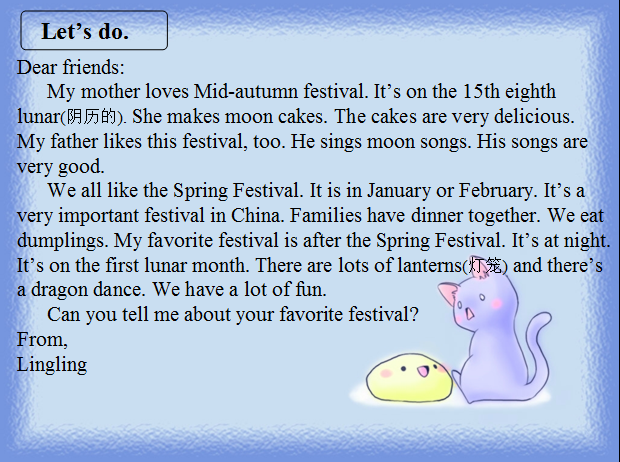 Let's do.
Dear friends:
My mother loves Mid-autumn festival. It's on the 15th eighth
lunar(阴历的). She makes moon cakes. The cakes are very delicious.
My father likes this festival, too. He sings moon songs. His songs are
very good.
We all like the Spring Festival. It is in January or February. It's a
very important festival in China. Families have dinner together. We eat
dumplings. My favorite festival is after the Spring Festival. It's at night.
It's on the first lunar month. There are lots of lanterns(灯笼) and there's
a dragon dance. We have a lot of fun.
Can you tell me about your favorite festival?
From,
Lingling